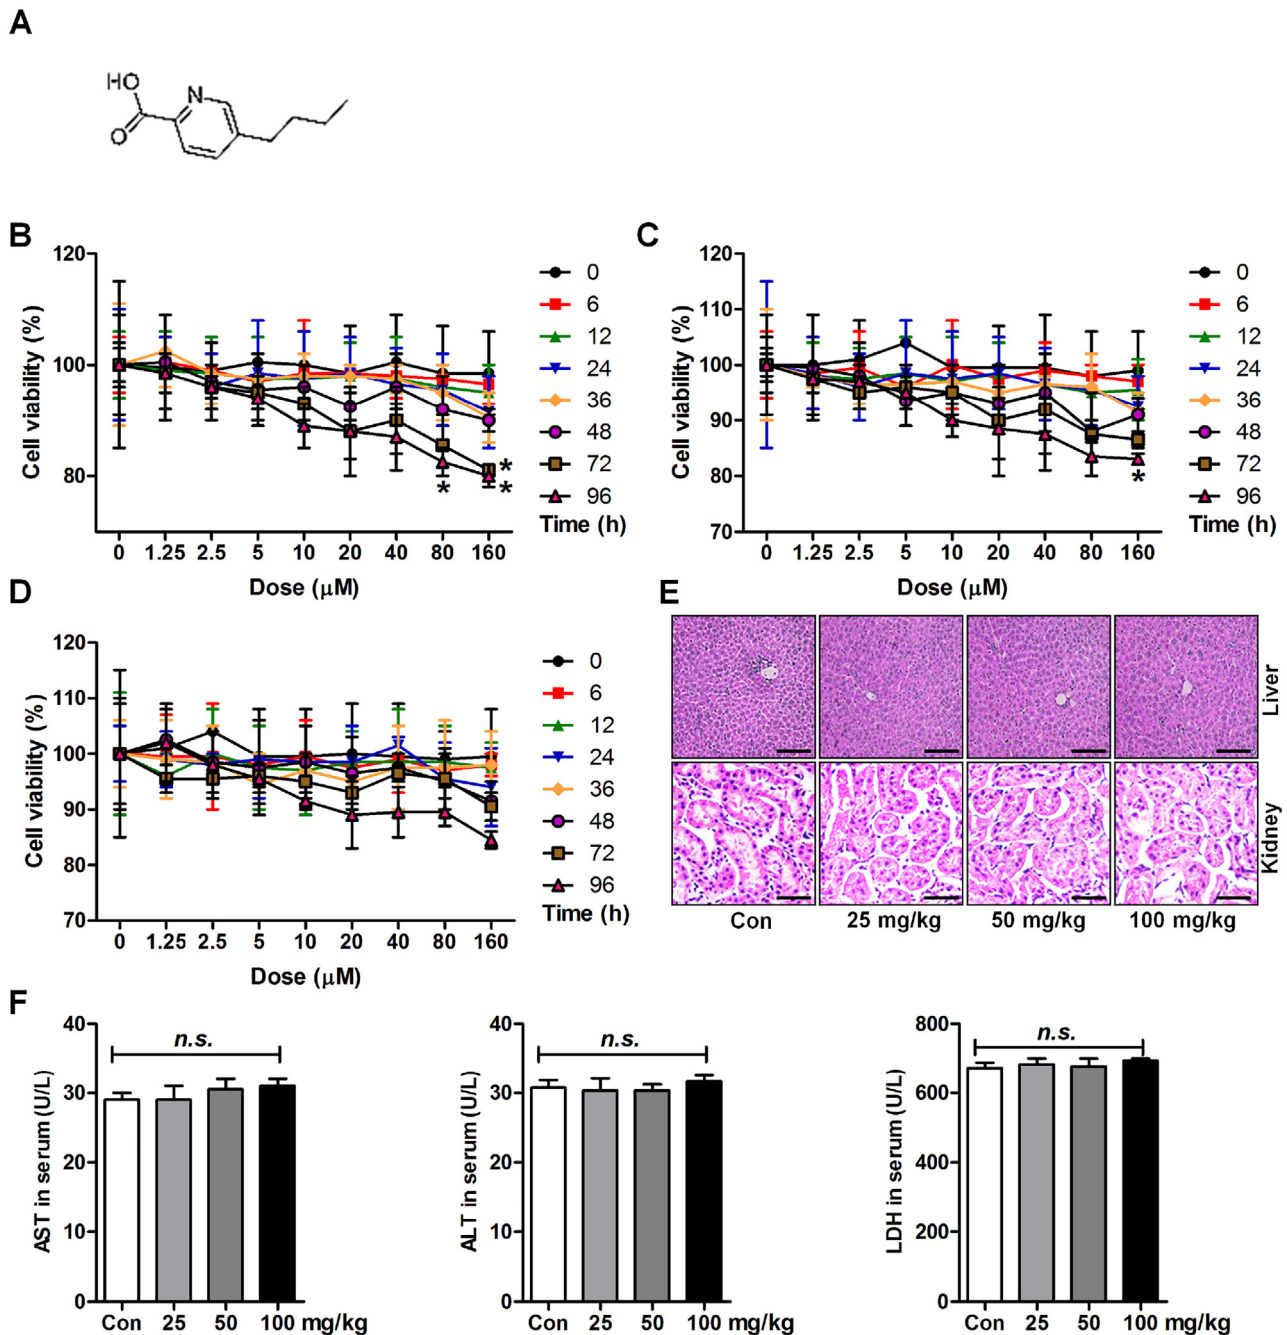 A
HO
N
O
B
Cell viability (%)
120
100
80
0 1.25 2.5 5 10 20 40 80 160
Dose (μM)
*
*
*
0
6
12
24
36
48
72
96
Time (h)
C
Cell viability (%)
120
110
100
90
80
70
0 1.25 2.5 5 10 20 40 80 160
Dose (μM)
*
0
6
12
24
36
48
72
96
Time (h)
D
Cell viability (%)
120
110
100
90
80
70
0 1.25 2.5 5 10 20 40 80 160
Dose (μM)
0
6
12
24
36
48
72
96
Time (h)
E
Liver
Kidney
Con 25 mg/kg 50 mg/kg 100 mg/kg
F
AST in serum (U/L)
40
30
20
10
0
n.s.
Con 25 50 100 mg/kg
ALT in serum (U/L)
40
30
20
10
0
n.s.
Con 25 50 100 mg/kg
LDH in serum (U/L)
800
600
400
200
0
n.s.
Con 25 50 100 mg/kg